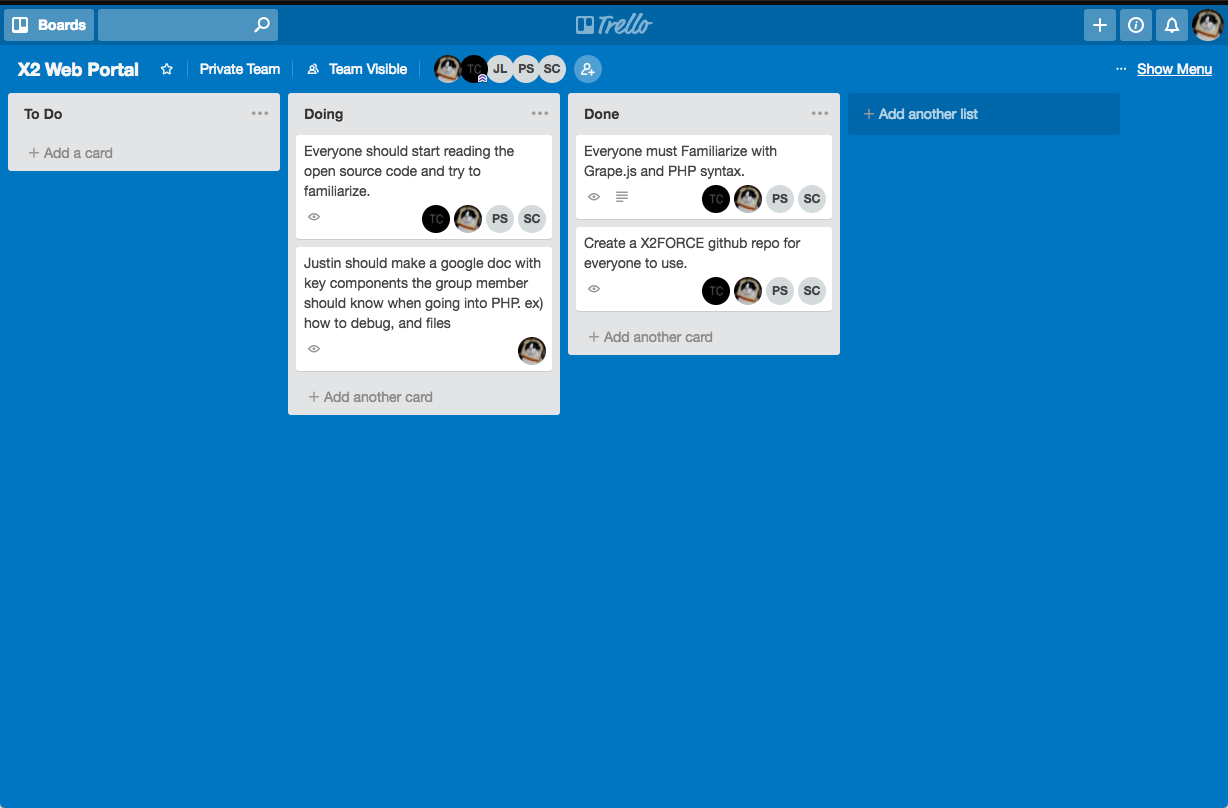 Boards
Trello
X2 Web Portal
Private Team
Team Visible
TC
JL
PS
SC
... Show Menu
To Do
+ Add a card
Doing
Everyone should start reading the
open source code and try to
familiarize.
TC
PS
SC
Justin should make a google doc with
key components the group member
should know when going into PHP. ex)
how to debug, and files
+ Add another card
Done
Everyone must Familiarize with
Grape.js and PHP syntax.
TC
PS
SC
Create a X2FORCE github repo for
everyone to use.
TC
PS
SC
+ Add another card
+ Add another list